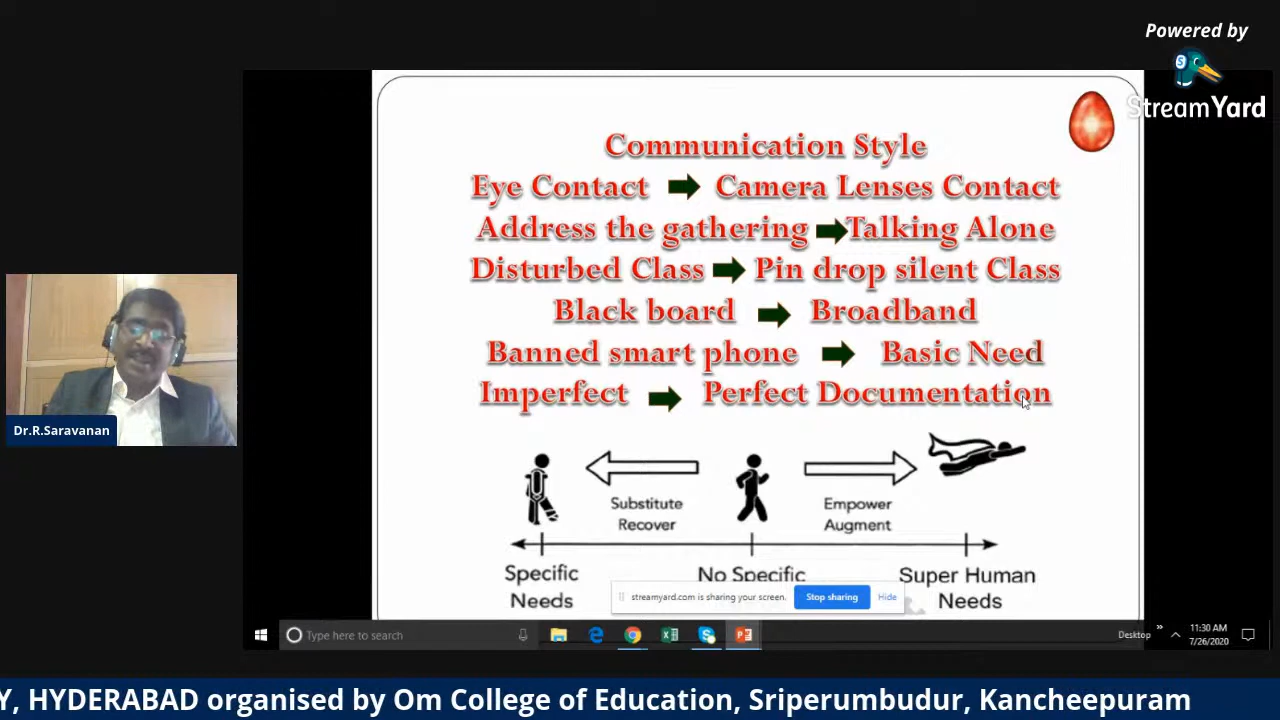 Powered by
StreamYard
Communication Style
Eye Contact Camera Lenses Contact
Address the gathering Talking Alone
Disturbed Class Pin drop silent Class
Black board Broadband
Banned smart phone Basic Need
Imperfect Perfect Documentation
Substitute
Recover
Empower
Augment
Specific
Needs
No Specific
Super Human
Needs
streamyard.com is sharing your screen.
Stop sharing
Hide
Dr.R.Saravanan
Type here to search
Desktop
11:30 AM
7/26/2020
Y, HYDERABAD organised by Om College of Education, Sriperumbudur, Kancheepuram